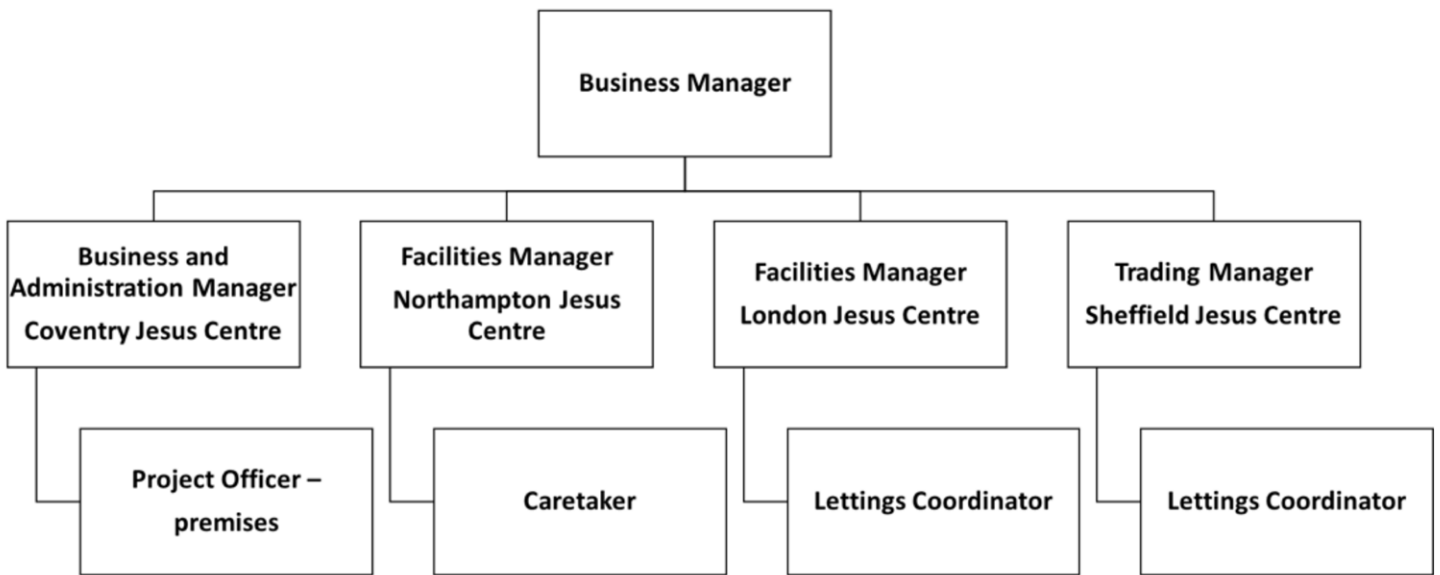 Business Manager
Business and
Administration Manager
Coventry Jesus Centre
Facilities Manager
Northampton Jesus
Centre
Facilities Manager
London Jesus Centre
Trading Manager
Sheffield Jesus Centre
Project Officer –
premises
Caretaker
Lettings Coordinator
Lettings Coordinator